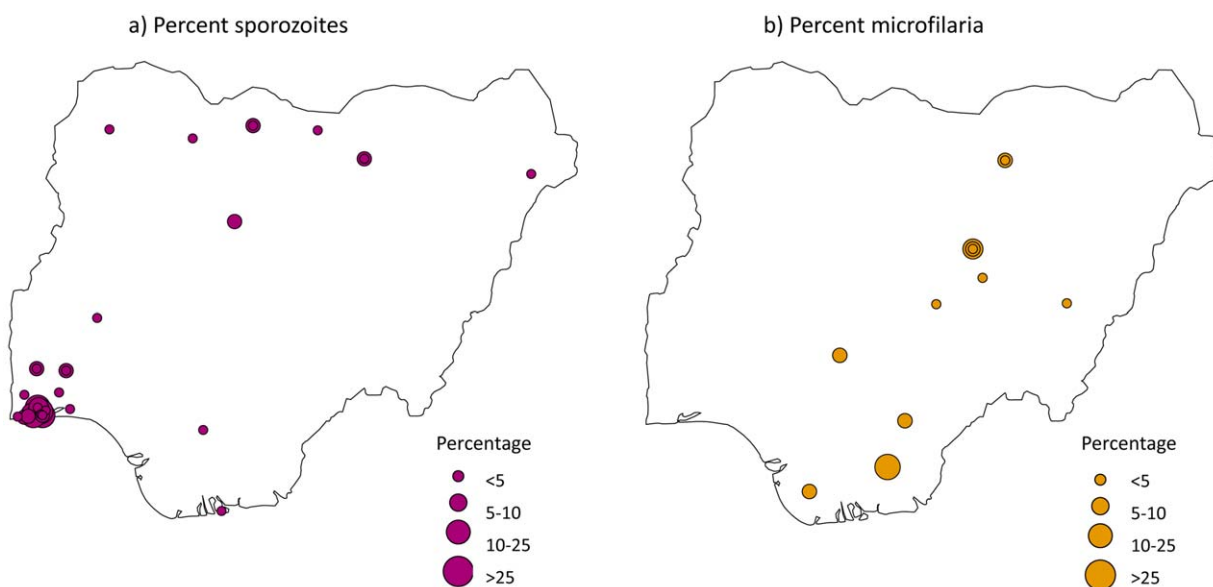 a) Percent sporozoites
b) Percent microfilaria
Percentage
<5
5-10
10-25
>25
Percentage
<5
5-10
10-25
>25